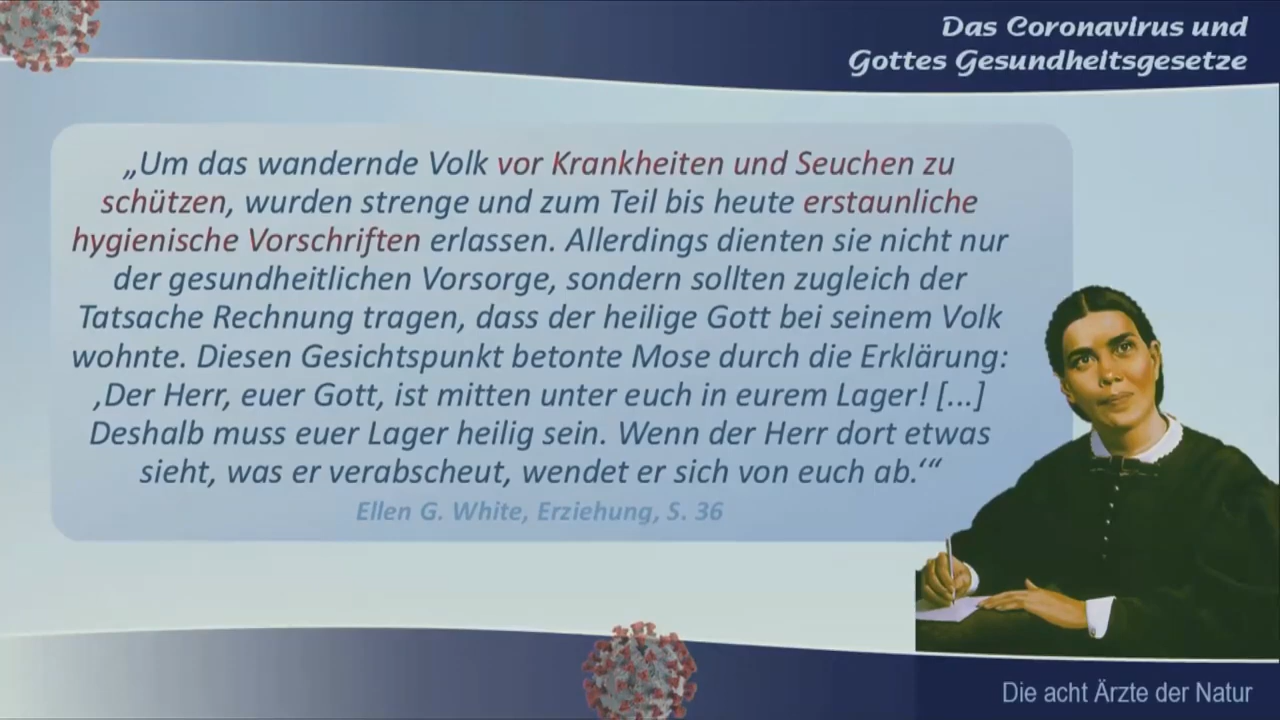 Das Coronavirus und
Gottes Gesundheitsgesetze
„Um das wandernde Volk vor Krankheiten und Seuchen zu
schützen, wurden strenge und zum Teil bis heute erstaunliche
hygienische Vorschriften erlassen. Allerdings dienten sie nicht nur
der gesundheitlichen Vorsorge, sondern sollten zugleich der
Tatsache Rechnung tragen, dass der heilige Gott bei seinem Volk
wohnte. Diesen Gesichtspunkt betonte Mose durch die Erklärung:
‚Der Herr, euer Gott, ist mitten unter euch in eurem Lager! [...]
Deshalb muss euer Lager heilig sein. Wenn der Herr dort etwas
sieht, was er verabscheut, wendet er sich von euch ab.‘“
Ellen G. White, Erziehung, S. 36
Die acht Ärzte der Natur